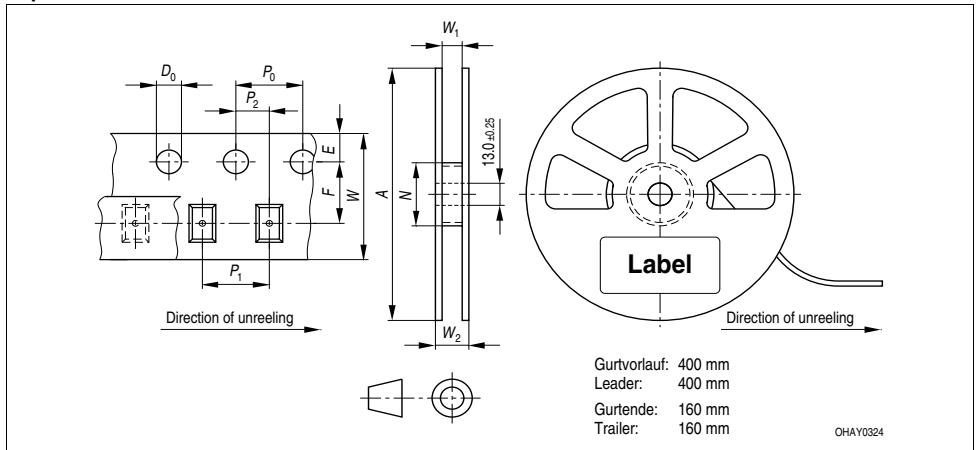 W₁
D₀
P₀
P₂
E
F
W
A
N
13.0 ±0.25
Label
P₁
Direction of unreeling
W₂
Direction of unreeling
Gurtvorlauf: 400 mm
Leader: 400 mm
Gurtende: 160 mm
Trailer: 160 mm
OHAY0324